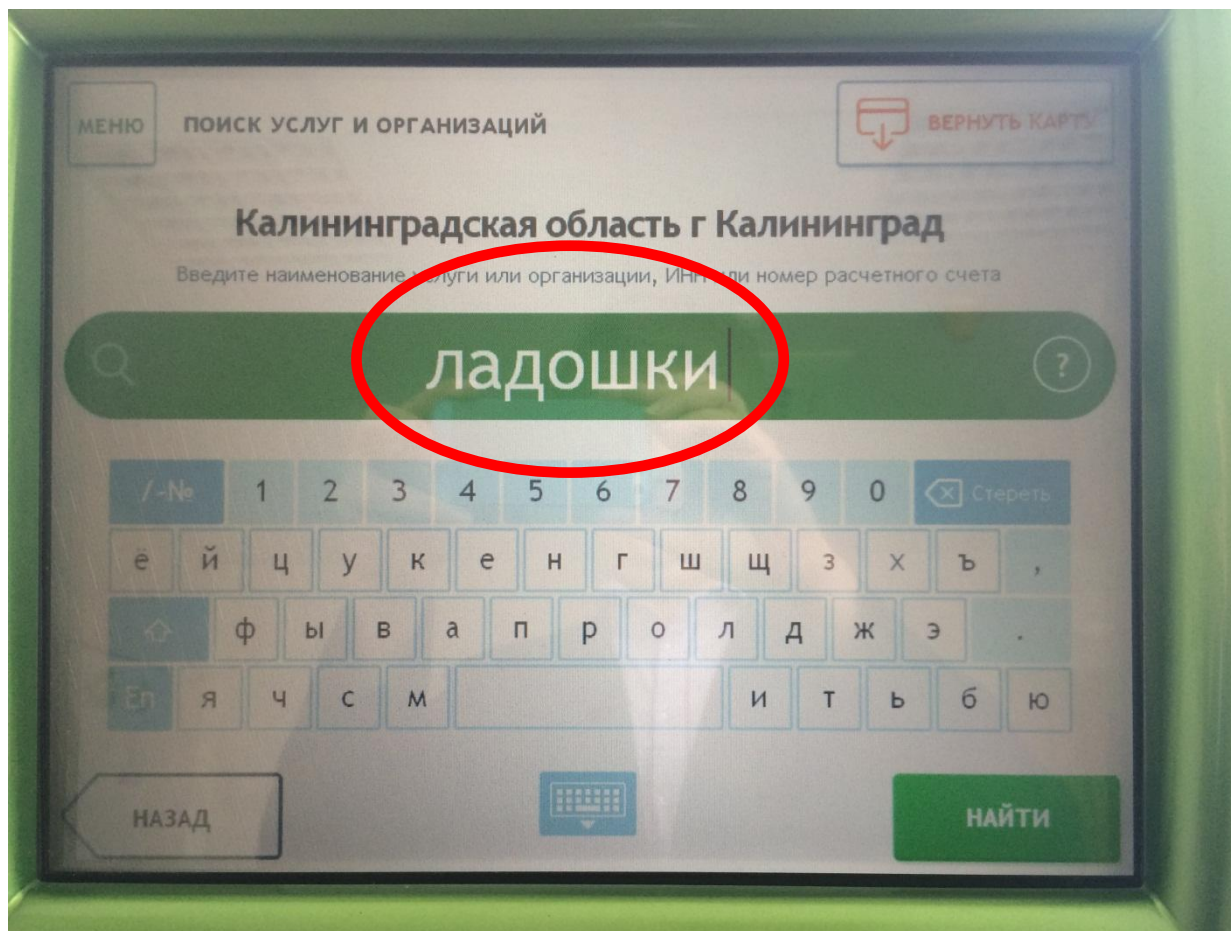 МЕНЮ
ПОИСК УСЛУГ И ОРГАНИЗАЦИЙ
ВЕРНУТЬ КАРТУ
Калининградская область г Калининград
Введите наименование услуги или организации, ИНН или номер расчетного счета
ладошки
?
/-№ 1 2 3 4 5 6 7 8 9 0 Стереть
ё й ц у к е н г ш щ з х ъ ,
ф ы в а п р о л д ж э .
En я ч с м и т ь б ю
НАЗАД
НАЙТИ